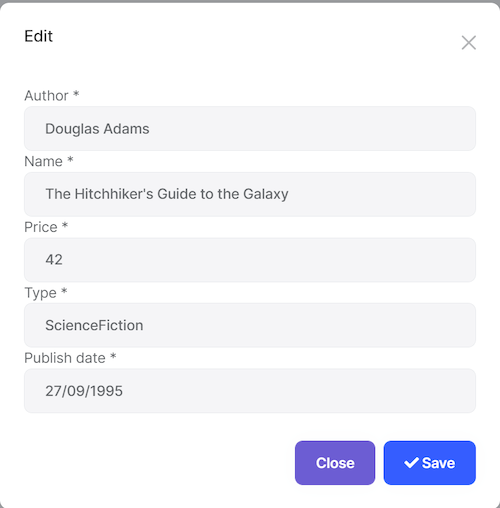 Edit
Author *
Douglas Adams
Name *
The Hitchhiker's Guide to the Galaxy
Price *
42
Type *
ScienceFiction
Publish date *
27/09/1995
Close
Save